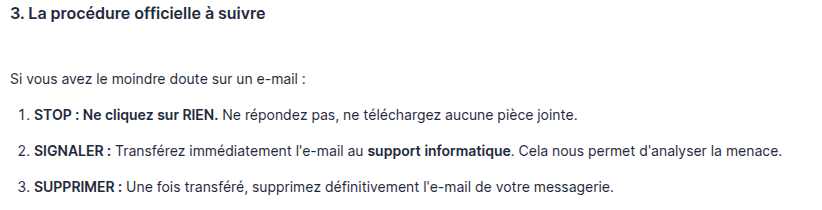 3. La procédure officielle à suivre
Si vous avez le moindre doute sur un e-mail :
1. STOP : Ne cliquez sur RIEN. Ne répondez pas, ne téléchargez aucune pièce jointe.
2. SIGNALER : Transférez immédiatement l'e-mail au support informatique. Cela nous permet d'analyser la menace.
3. SUPPRIMER : Une fois transféré, supprimez définitivement l'e-mail de votre messagerie.